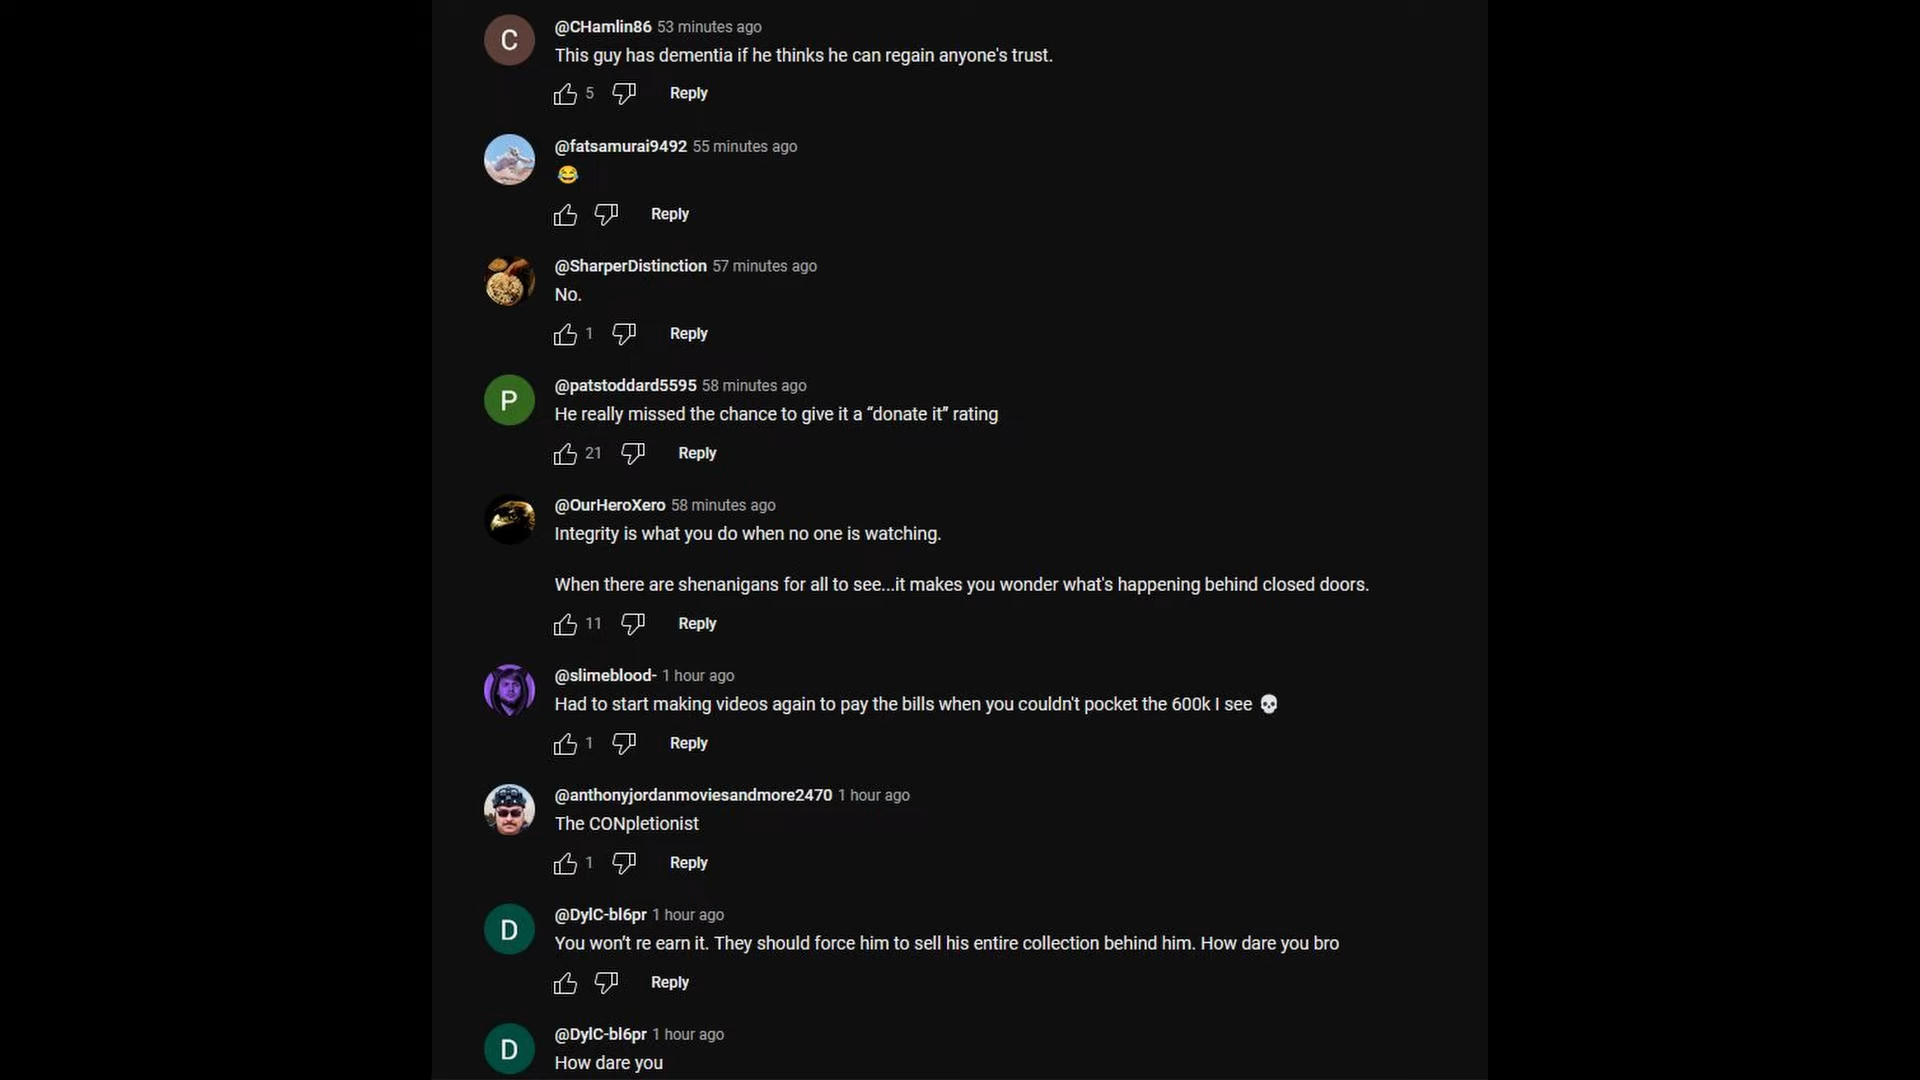 C
@CHamlin86 53 minutes ago
This guy has dementia if he thinks he can regain anyone's trust.
5 Reply
@fatsamurai9492 55 minutes ago
😂
Reply
@SharperDistinction 57 minutes ago
No.
1 Reply
P
@patstoddard5595 58 minutes ago
He really missed the chance to give it a “donate it” rating
21 Reply
@OurHeroXero 58 minutes ago
Integrity is what you do when no one is watching.
When there are shenanigans for all to see...it makes you wonder what's happening behind closed doors.
11 Reply
@slimeblood- 1 hour ago
Had to start making videos again to pay the bills when you couldn't pocket the 600k I see 💀
1 Reply
@anthonyjordanmoviesandmore2470 1 hour ago
The CONpletionist
1 Reply
D
@DylC-bl6pr 1 hour ago
You won’t re earn it. They should force him to sell his entire collection behind him. How dare you bro
Reply
D
@DylC-bl6pr 1 hour ago
How dare you